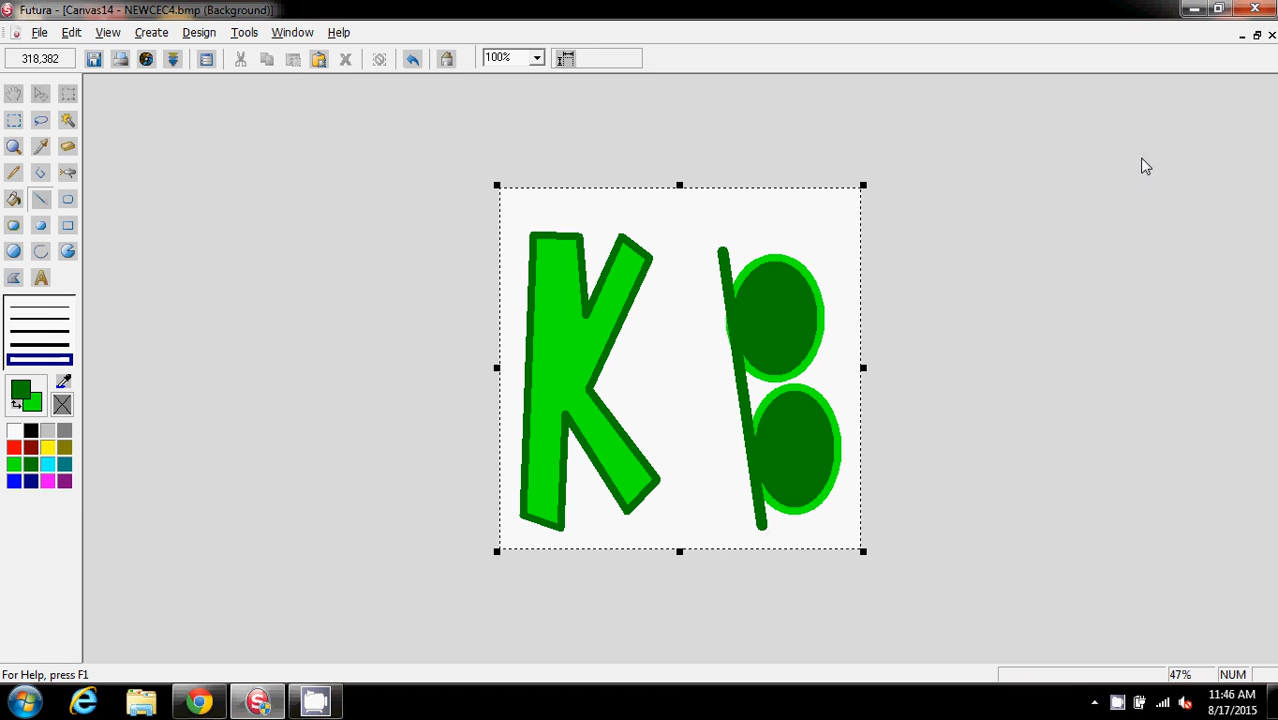 Futura - [Canvas14 - NEWCEC4.bmp (Background)]
File Edit View Create Design Tools Window Help
318,382 100%
K B
A
For Help, press F1 47% NUM
11:46 AM
8/17/2015